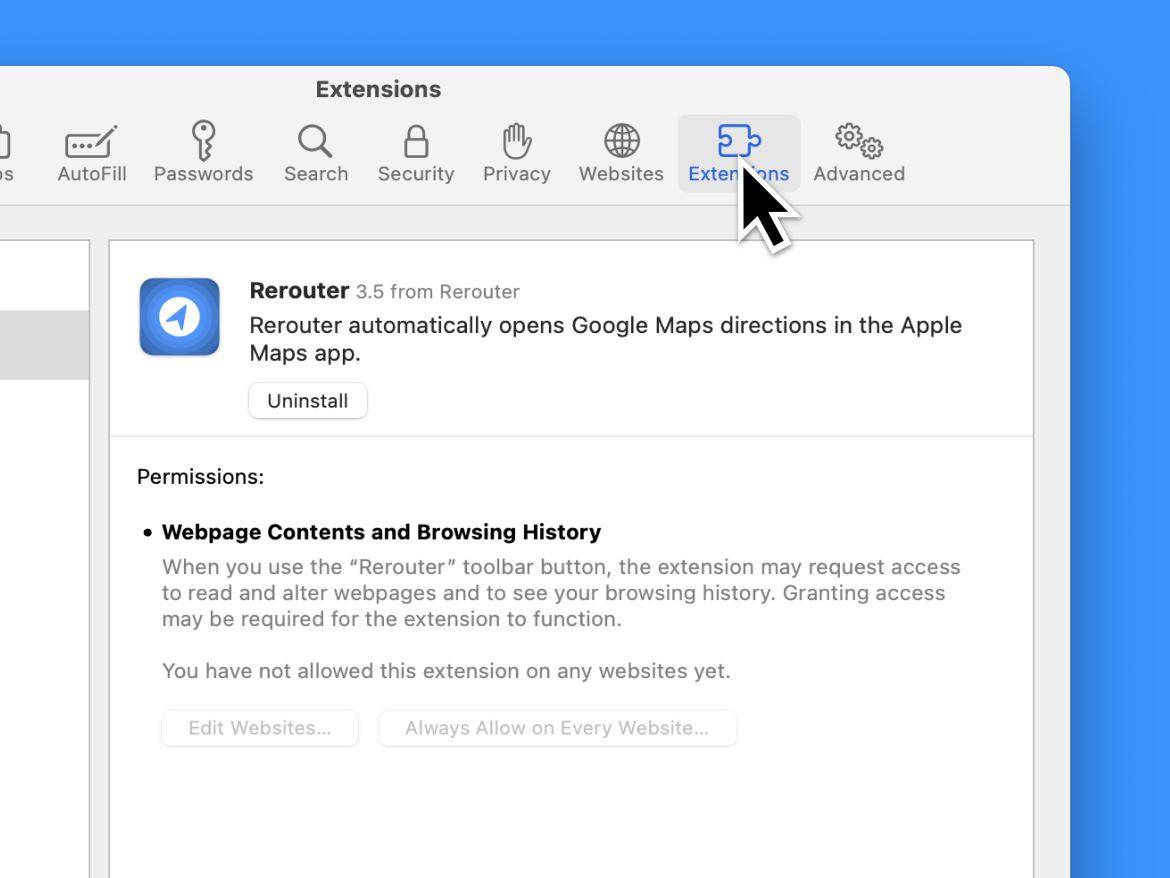 Extensions
os
AutoFill
Passwords
Search
Security
Privacy
Websites
Extensions
Advanced
Rerouter 3.5 from Rerouter
Rerouter automatically opens Google Maps directions in the Apple
Maps app.
Uninstall
Permissions:
• Webpage Contents and Browsing History
When you use the “Rerouter” toolbar button, the extension may request access
to read and alter webpages and to see your browsing history. Granting access
may be required for the extension to function.
You have not allowed this extension on any websites yet.
Edit Websites...
Always Allow on Every Website...